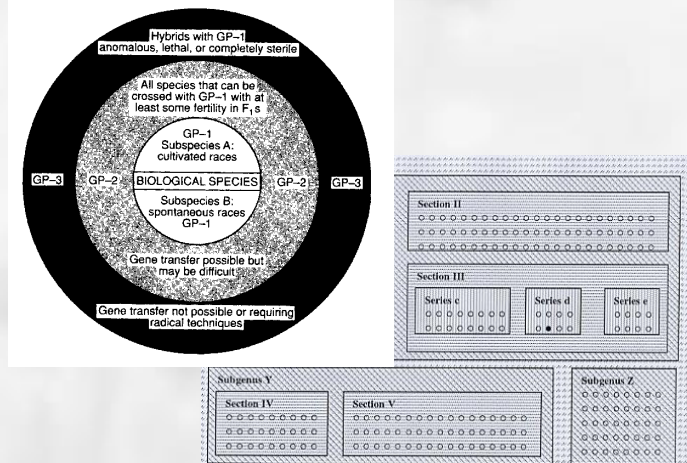 Hybrids with GP-1
anomalous, lethal, or completely sterile
All species that can be
crossed with GP-1 with at
least some fertility in F₁s
GP-1
Subspecies A:
cultivated races
GP-3
GP-2
BIOLOGICAL SPECIES
GP-2
GP-3
Subspecies B:
spontaneous races
GP-1
Gene transfer possible but
may be difficult
Gene transfer not possible or requiring
radical techniques
Section II
Section III
Series c
Series d
Series e
Subgenus Y
Subgenus Z
Section IV
Section V